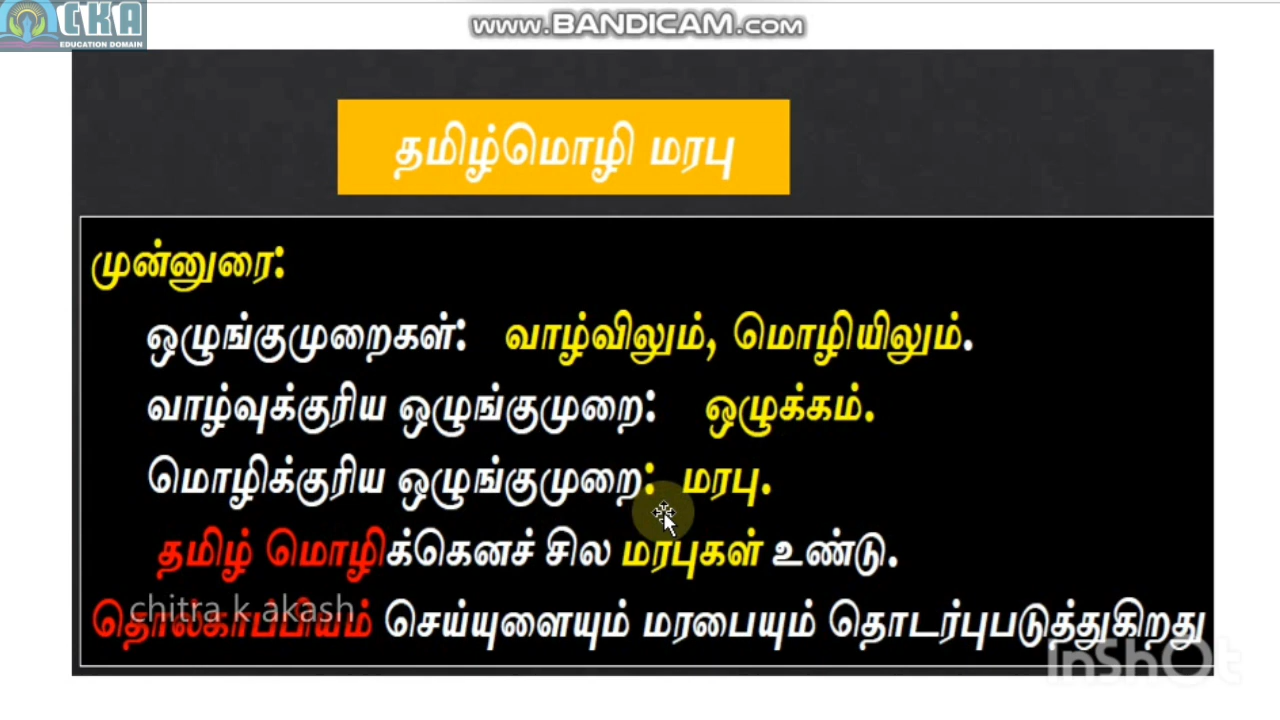 CKA
EDUCATION DOMAIN
www.BANDICAM.com
தமிழ்மொழி மரபு
முன்னுரை:
ஒழுங்குமுறைகள்: வாழ்விலும், மொழியிலும்.
வாழ்வுக்குரிய ஒழுங்குமுறை: ஒழுக்கம்.
மொழிக்குரிய ஒழுங்குமுறை: மரபு.
தமிழ் மொழிக்கெனச் சில மரபுகள் உண்டு.
chitra k akash
தொல்காப்பியம் செய்யுளையும் மரபையும் தொடர்புபடுத்துகிறது
InShOt